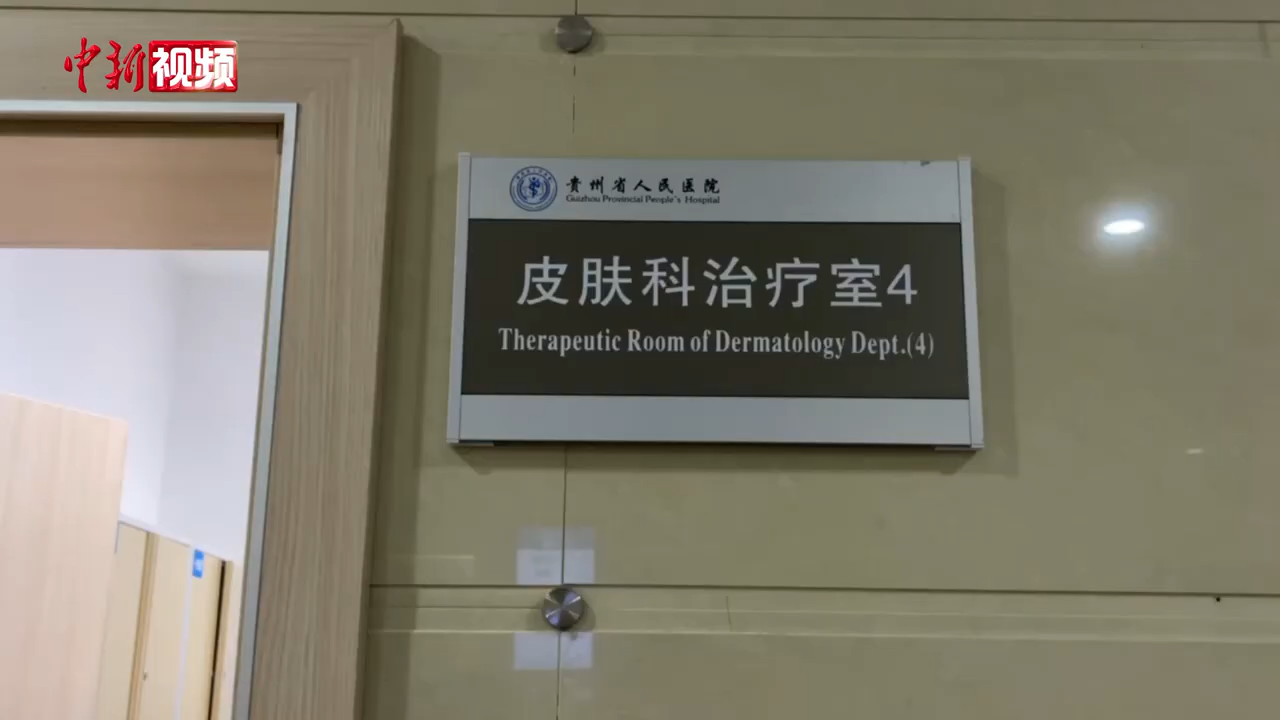 中新视频
贵州省人民医院
Guizhou Provincial People's Hospital
皮肤科治疗室4
Therapeutic Room of Dermatology Dept.(4)